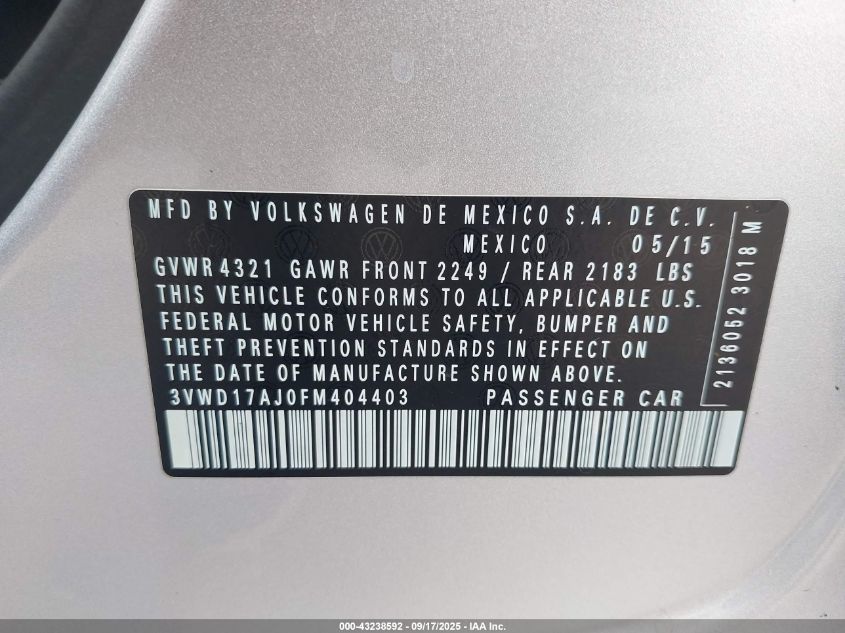 MFD BY VOLKSWAGEN DE MEXICO S.A. DE C.V.
MEXICO 05/15
GVWR 4321 GAWR FRONT 2249 / REAR 2183 LBS
THIS VEHICLE CONFORMS TO ALL APPLICABLE U.S.
FEDERAL MOTOR VEHICLE SAFETY, BUMPER AND
THEFT PREVENTION STANDARDS IN EFFECT ON
THE DATE OF MANUFACTURE SHOWN ABOVE.
3VWD17AJ0FM404403 PASSENGER CAR
2136052 3018 M
000-43238592 - 09/17/2025 - IAA Inc.